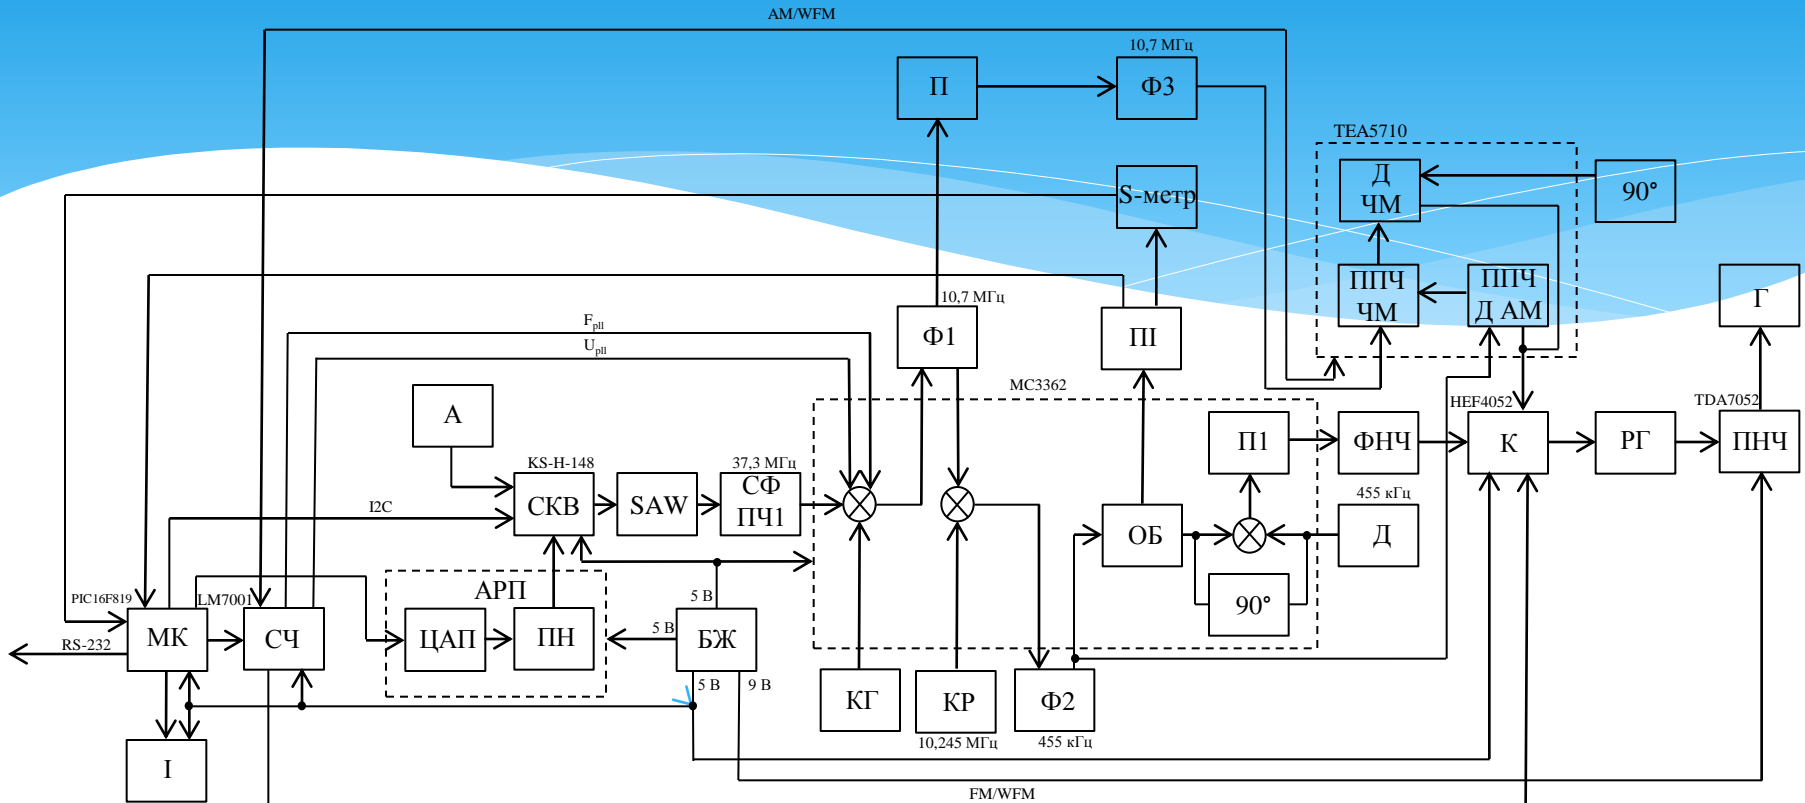 AM/WFM
10,7 МГц
П
Ф3
TEA5710
S-метр
Д
ЧМ
90°
ППЧ
ЧМ
ППЧ
Д АМ
Г
10,7 МГц
Ф1
ПІ
Fpll
Upll
MC3362
А
HEF4052
TDA7052
П1
ФНЧ
К
РГ
ПНЧ
KS-H-148
37,3 МГц
I2C
СКВ
SAW
СФ
ПЧ1
455 кГц
ОБ
Д
АРП
90°
PIC16F819
LM7001
5 В
МК
СЧ
ЦАП
ПН
5 В
БЖ
RS-232
5 В
9 В
КГ
КР
Ф2
10,245 МГц
455 кГц
І
FM/WFM